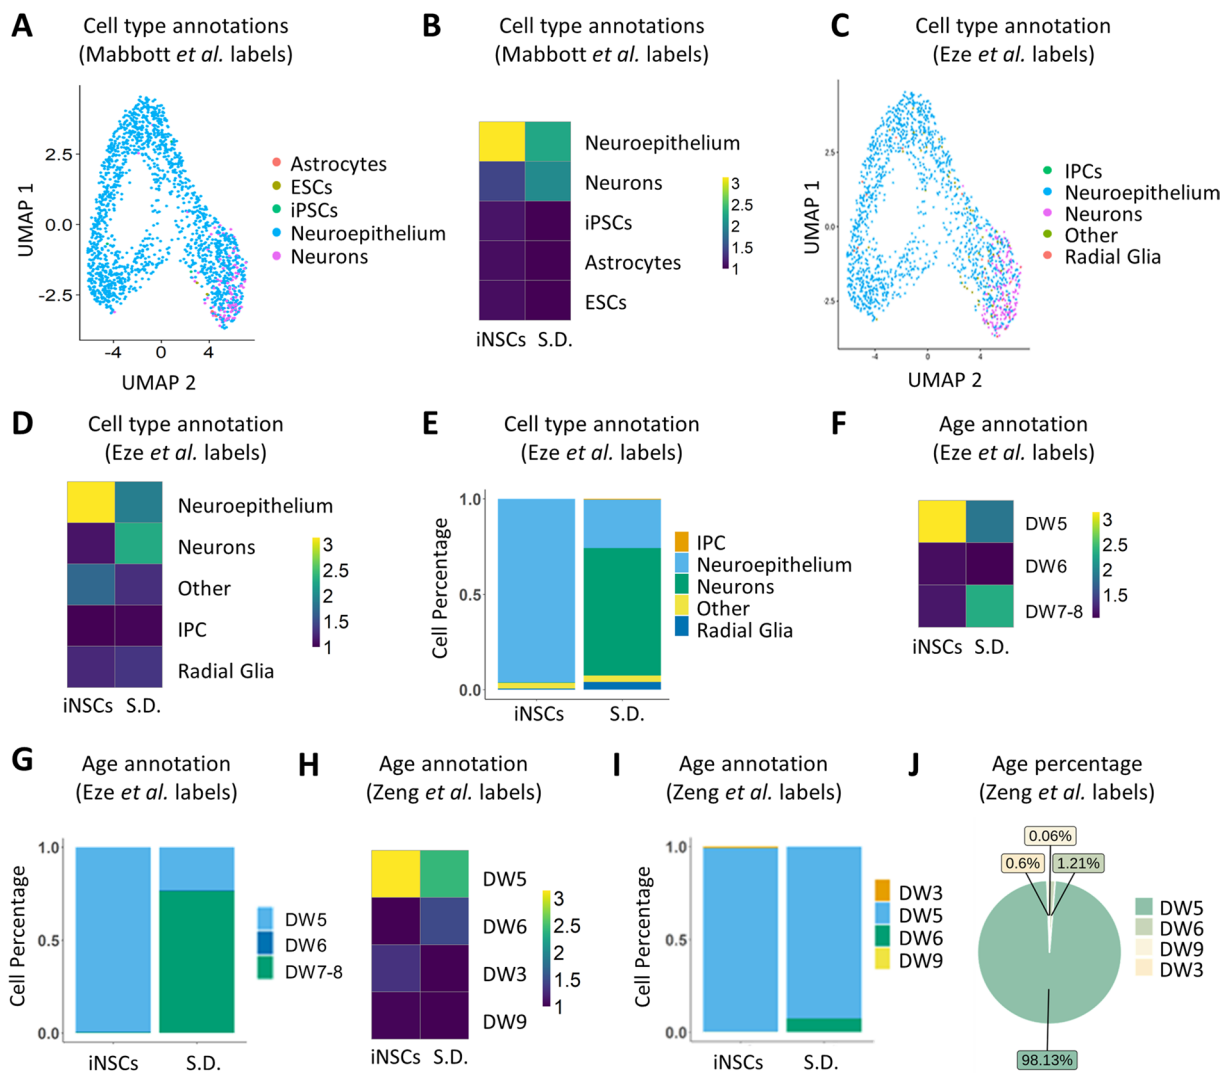 A
Cell type annotations
(Mabbott et al. labels)
UMAP 1
2.5
0.0
-2.5
-4
0
4
UMAP 2
Astrocytes
ESCs
iPSCs
Neuroepithelium
Neurons
B
Cell type annotations
(Mabbott et al. labels)
Neuroepithelium
Neurons
iPSCs
Astrocytes
ESCs
iNSCs S.D.
3
2.5
2
1.5
1
C
Cell type annotation
(Eze et al. labels)
UMAP 1
2.5
0.0
2.5
-4
0
4
UMAP 2
IPCs
Neuroepithelium
Neurons
Other
Radial Glia
D
Cell type annotation
(Eze et al. labels)
Neuroepithelium
Neurons
Other
IPC
Radial Glia
iNSCs S.D.
3
2.5
2
1.5
1
E
Cell type annotation
(Eze et al. labels)
Cell Percentage
1.0
0.5
0.0
iNSCs S.D.
IPC
Neuroepithelium
Neurons
Other
Radial Glia
F
Age annotation
(Eze et al. labels)
DW5
DW6
DW7-8
iNSCs S.D.
3
2.5
2
1.5
G
Age annotation
(Eze et al. labels)
Cell Percentage
1.0
0.5
0.0
iNSCs S.D.
DW5
DW6
DW7-8
H
Age annotation
(Zeng et al. labels)
DW5
DW6
DW3
DW9
iNSCs S.D.
3
2.5
2
1.5
1
I
Age annotation
(Zeng et al. labels)
Cell Percentage
1.0
0.5
0.0
iNSCs S.D.
DW3
DW5
DW6
DW9
J
Age percentage
(Zeng et al. labels)
0.06%
0.6%
1.21%
98.13%
DW5
DW6
DW9
DW3